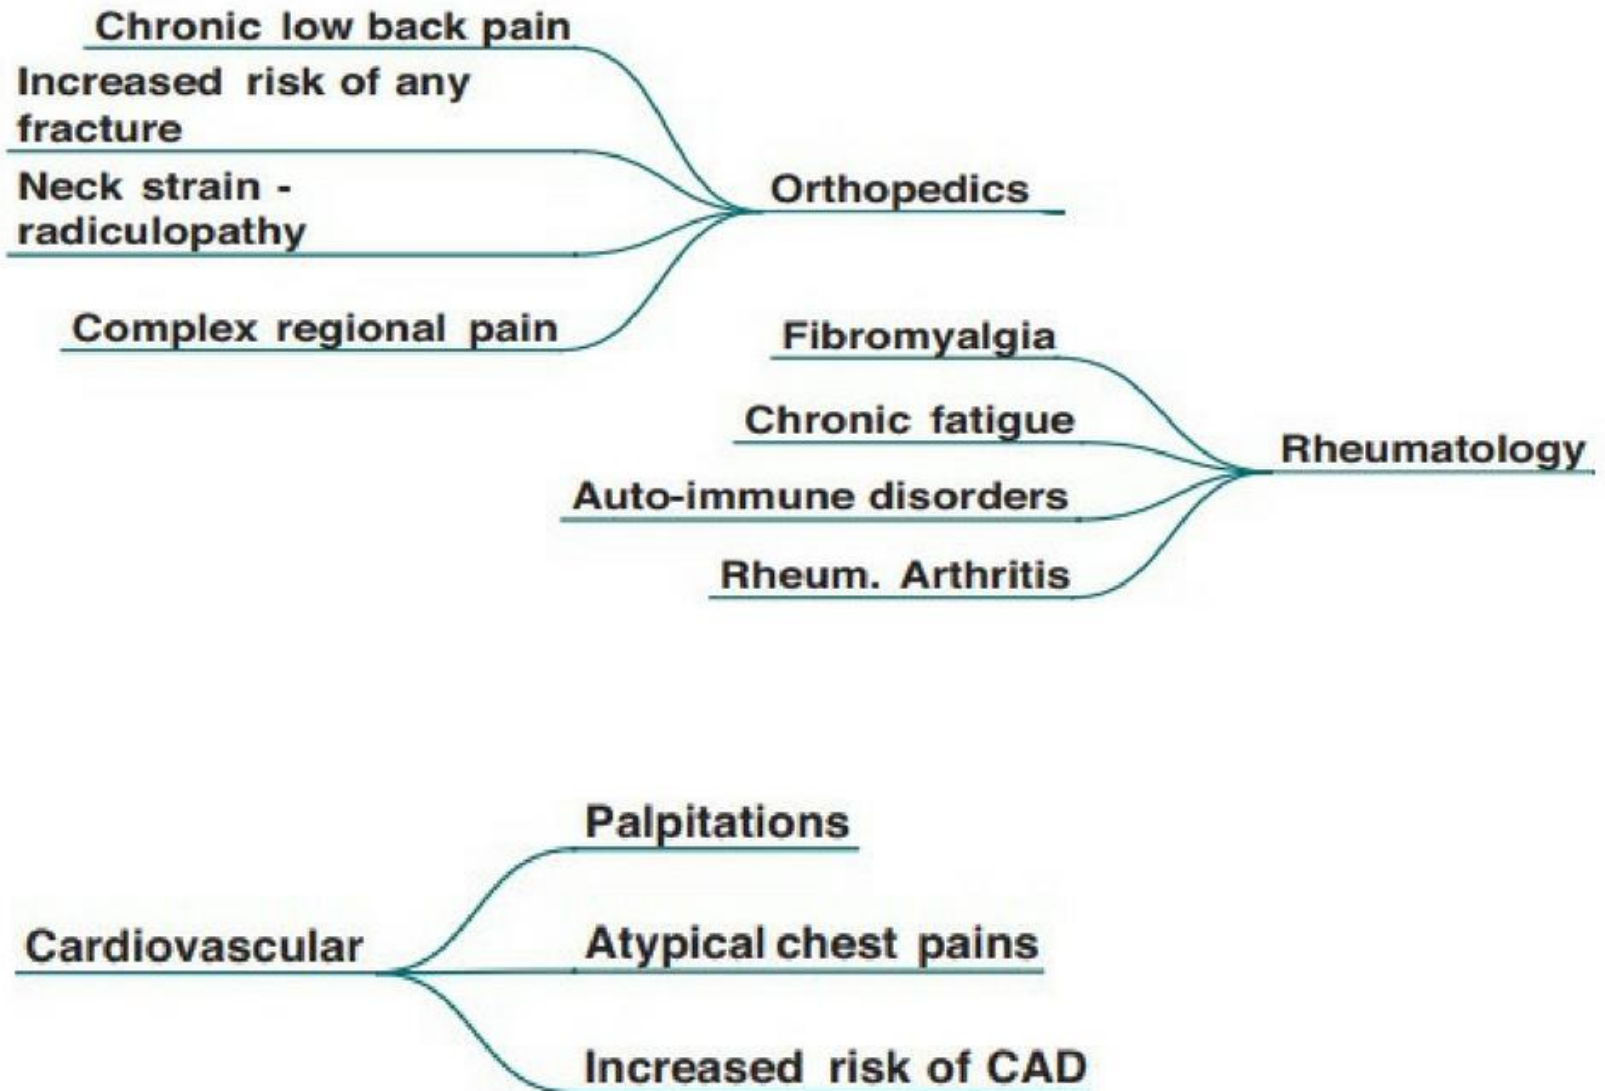 Chronic low back pain
Increased risk of any
fracture
Neck strain -
radiculopathy
Complex regional pain
Orthopedics
Fibromyalgia
Chronic fatigue
Auto-immune disorders
Rheum. Arthritis
Rheumatology
Cardiovascular
Palpitations
Atypical chest pains
Increased risk of CAD